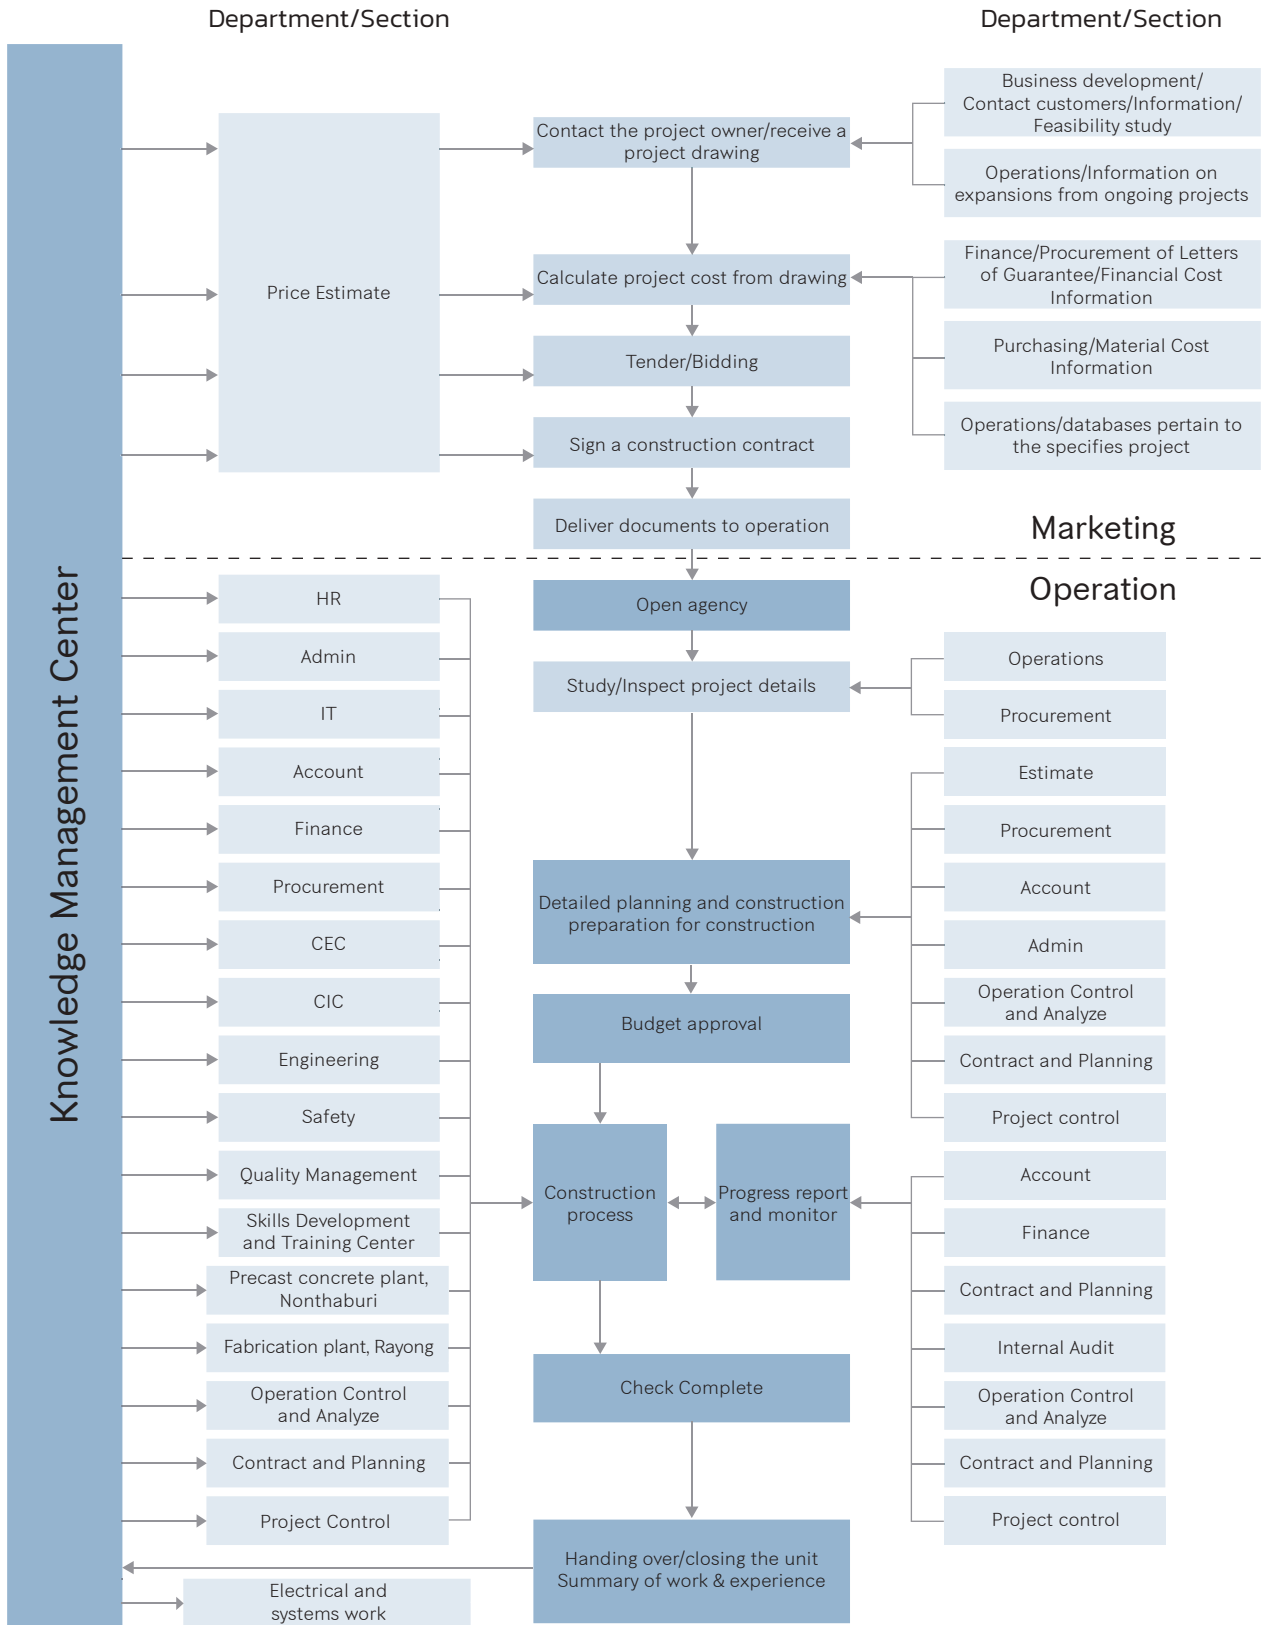 Department/Section
Department/Section
Knowledge Management Center
Price Estimate
Contact the project owner/receive a
project drawing
Calculate project cost from drawing
Tender/Bidding
Sign a construction contract
Deliver documents to operation
Business development/
Contact customers/Information/
Feasibility study
Operations/Information on
expansions from ongoing projects
Finance/Procurement of Letters
of Guarantee/Financial Cost
Information
Purchasing/Material Cost
Information
Operations/databases pertain to
the specifies project
Marketing
Operation
HR
Admin
IT
Account
Finance
Procurement
CEC
CIC
Engineering
Safety
Quality Management
Skills Development
and Training Center
Precast concrete plant,
Nonthaburi
Fabrication plant, Rayong
Operation Control
and Analyze
Contract and Planning
Project Control
Electrical and
systems work
Open agency
Study/Inspect project details
Detailed planning and construction
preparation for construction
Budget approval
Construction
process
Progress report
and monitor
Check Complete
Handing over/closing the unit
Summary of work & experience
Operations
Procurement
Estimate
Procurement
Account
Admin
Operation Control
and Analyze
Contract and Planning
Project control
Account
Finance
Contract and Planning
Internal Audit
Operation Control
and Analyze
Contract and Planning
Project control